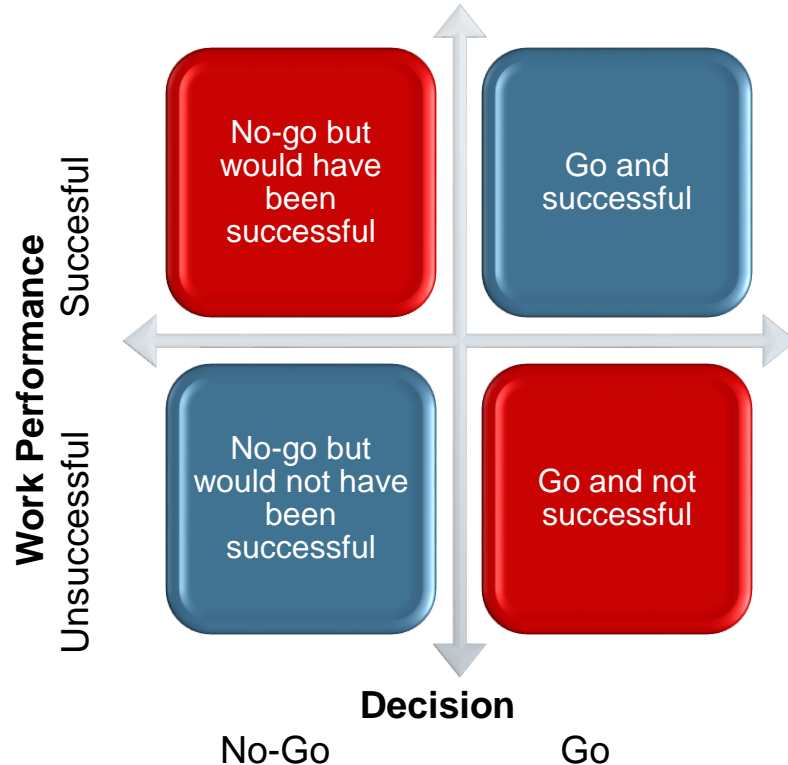 No-go but
would have
been
successful
Go and
successful
No-go but
would not have
been
successful
Go and not
successful
Work Performance
Succesful
Unsuccessful
Decision
No-Go
Go